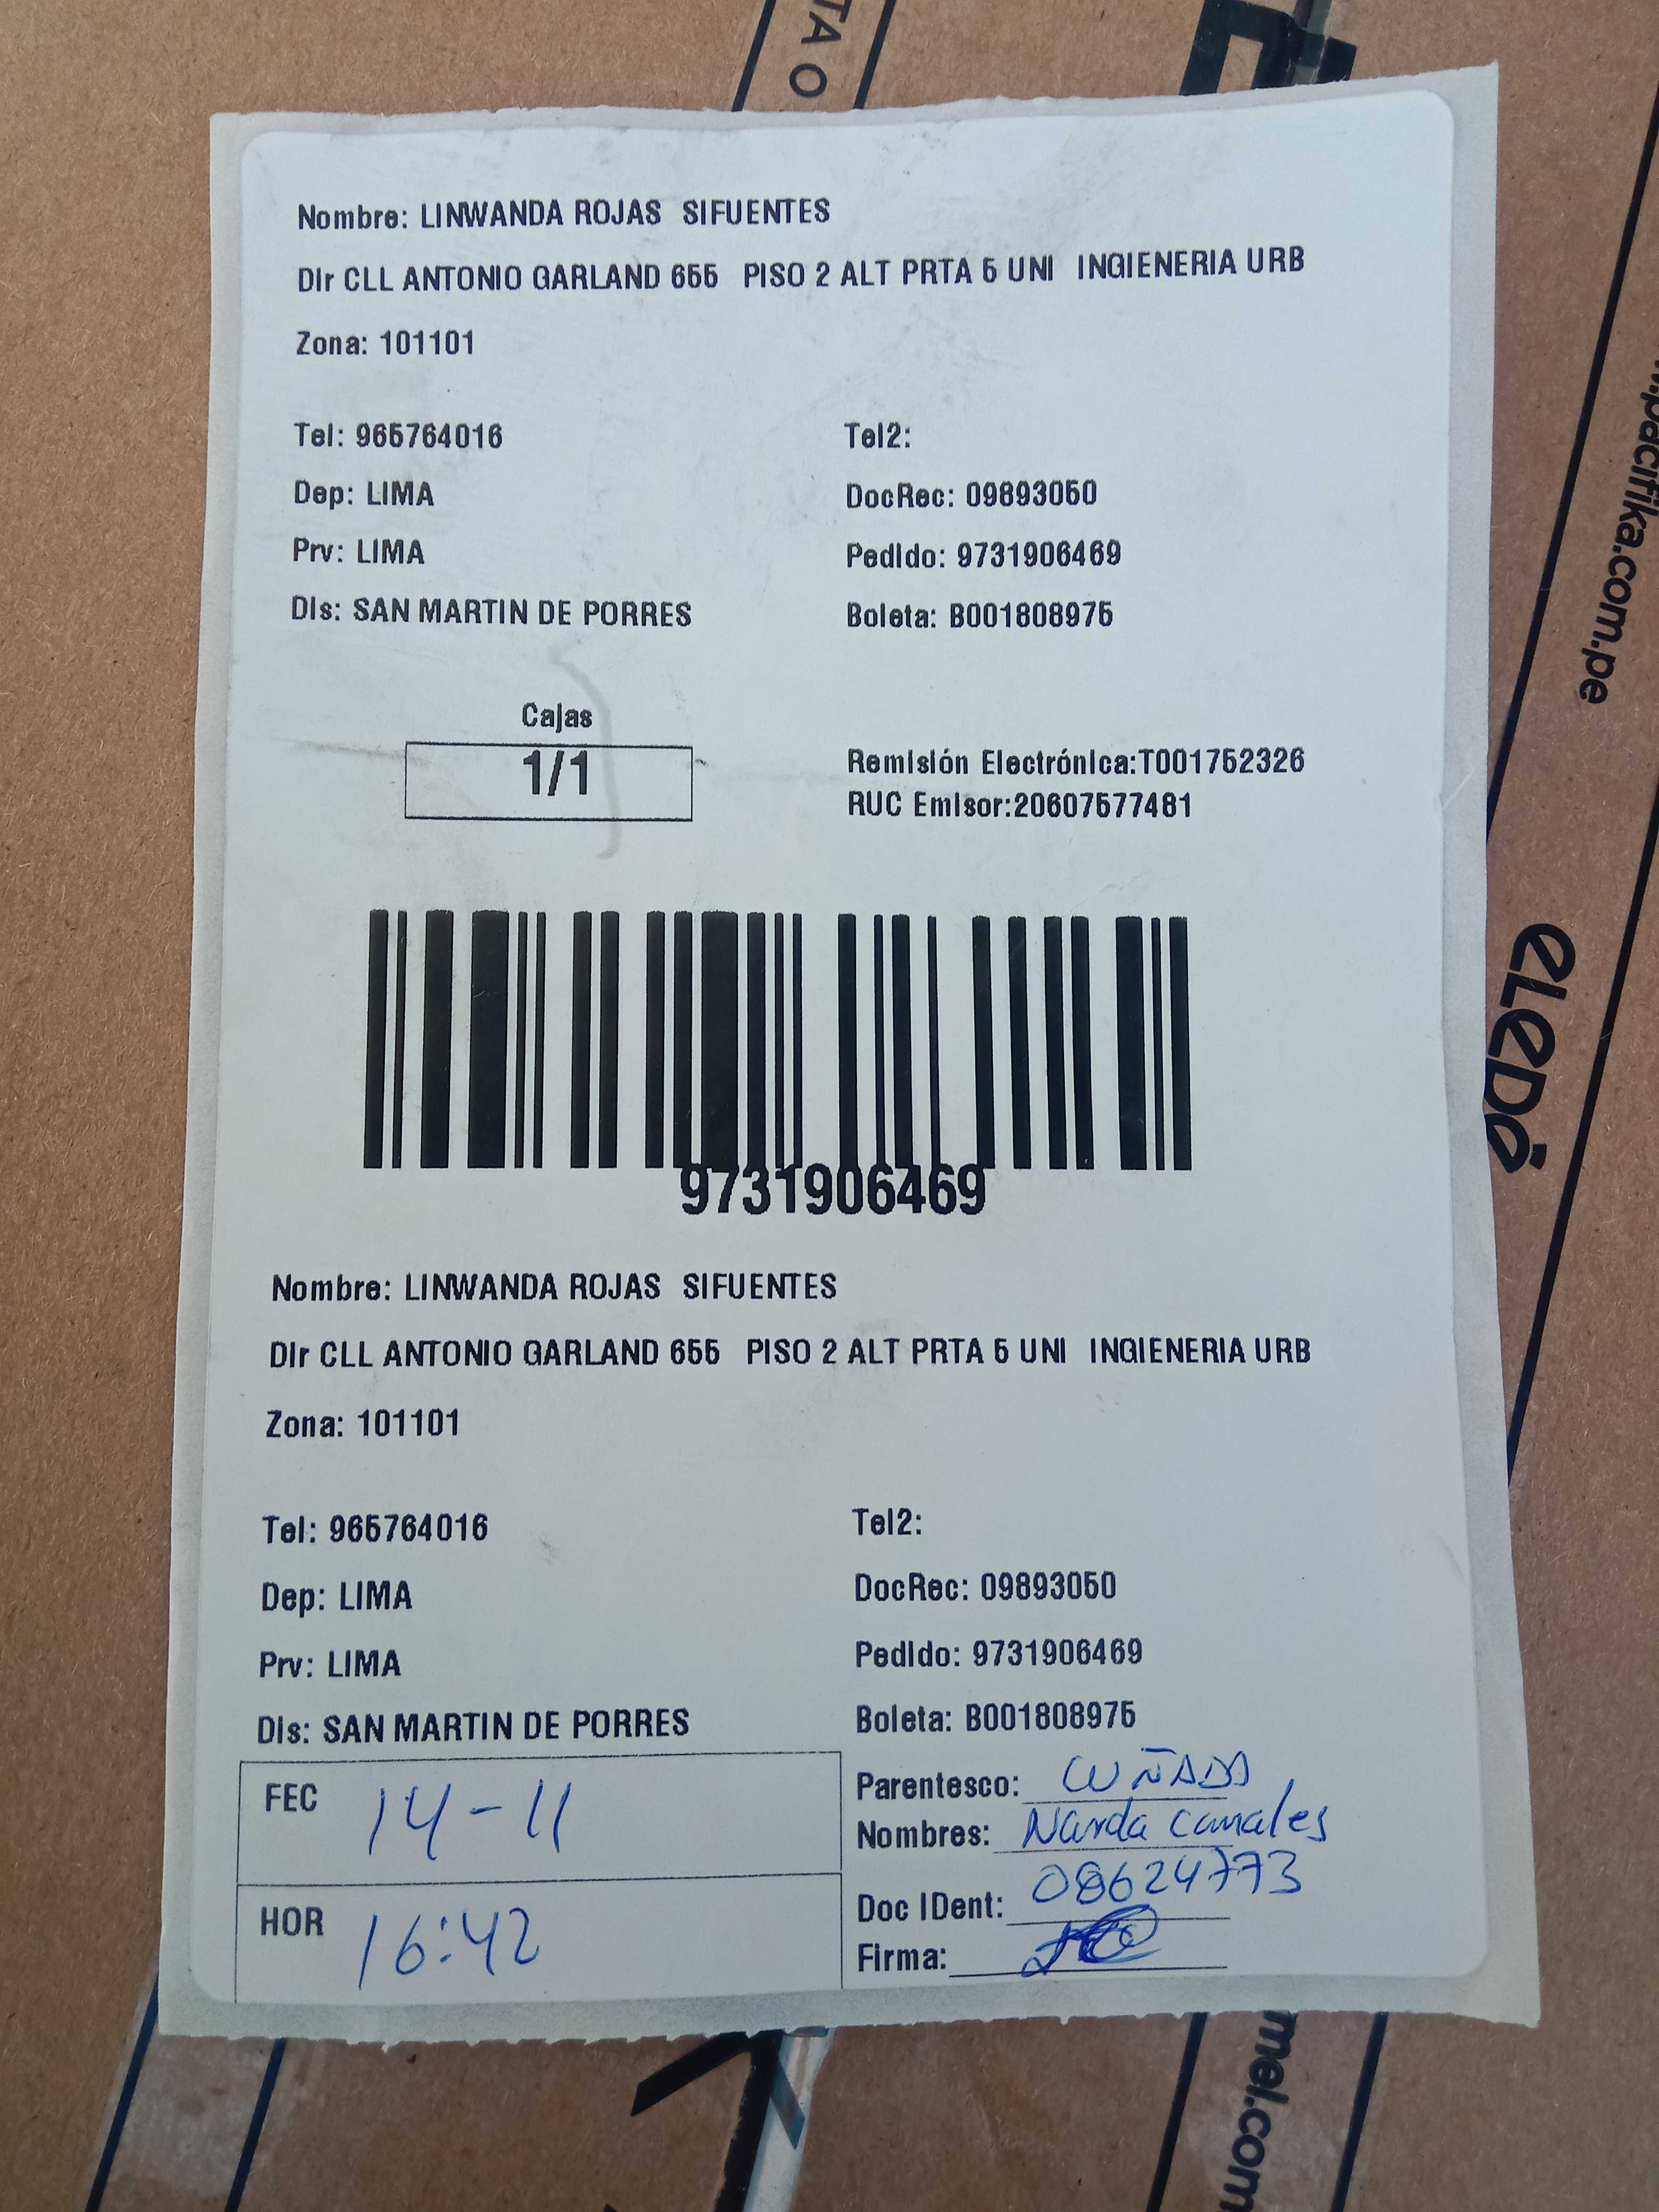 TA O
Nombre: LINWANDA ROJAS SIFUENTES
Dir CLL ANTONIO GARLAND 655 PISO 2 ALT PRTA 5 UNI INGIENERIA URB
Zona: 101101
Tel: 965764016 Tel2:
Dep: LIMA DocRec: 09893050
Prv: LIMA Pedido: 9731906469
Dis: SAN MARTIN DE PORRES Boleta: B001808975
Cajas
1/1
Remisión Electrónica:T001752326
RUC Emisor:20607577481
9731906469
Nombre: LINWANDA ROJAS SIFUENTES
Dir CLL ANTONIO GARLAND 655 PISO 2 ALT PRTA 5 UNI INGIENERIA URB
Zona: 101101
Tel: 965764016 Tel2:
Dep: LIMA DocRec: 09893050
Prv: LIMA Pedido: 9731906469
Dis: SAN MARTIN DE PORRES Boleta: B001808975
FEC 14-11
HOR 16:42
Parentesco: CUÑADA
Nombres: Narda Canales
Doc IDent: 08624773
Firma:
.pacifika.com.pe
eLeDÓ
mel.com